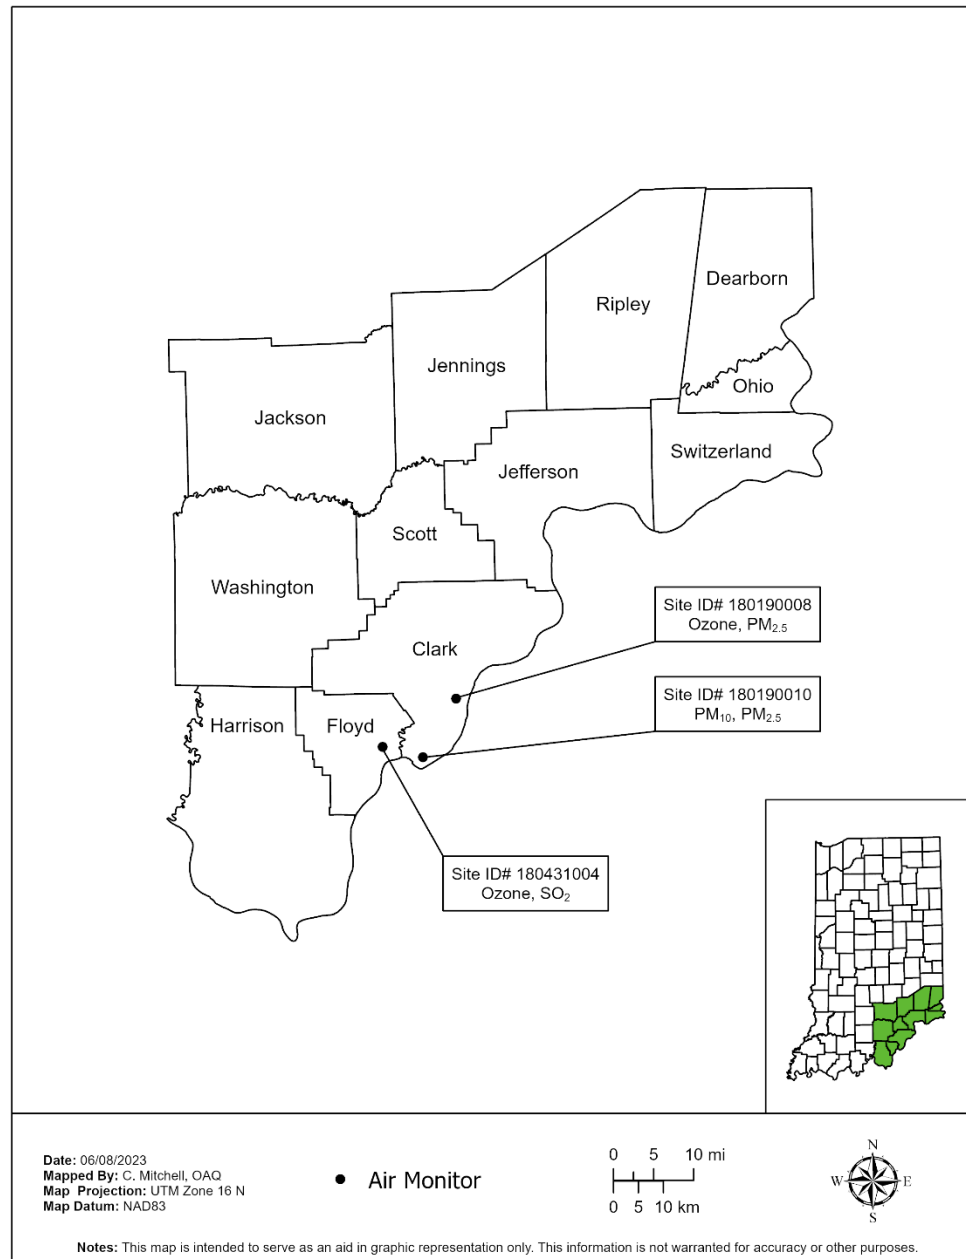 Dearborn
Ripley
Jennings
Ohio
Jackson
Switzerland
Jefferson
Scott
Washington
Site ID# 180190008
Ozone, PM₂.₅
Clark
Site ID# 180190010
PM₁₀, PM₂.₅
Harrison
Floyd
Site ID# 180431004
Ozone, SO₂
Date: 06/08/2023
Mapped By: C. Mitchell, OAQ
Map Projection: UTM Zone 16 N
Map Datum: NAD83
Air Monitor
0 5 10 mi
0 5 10 km
N
W E
S
Notes: This map is intended to serve as an aid in graphic representation only. This information is not warranted for accuracy or other purposes.